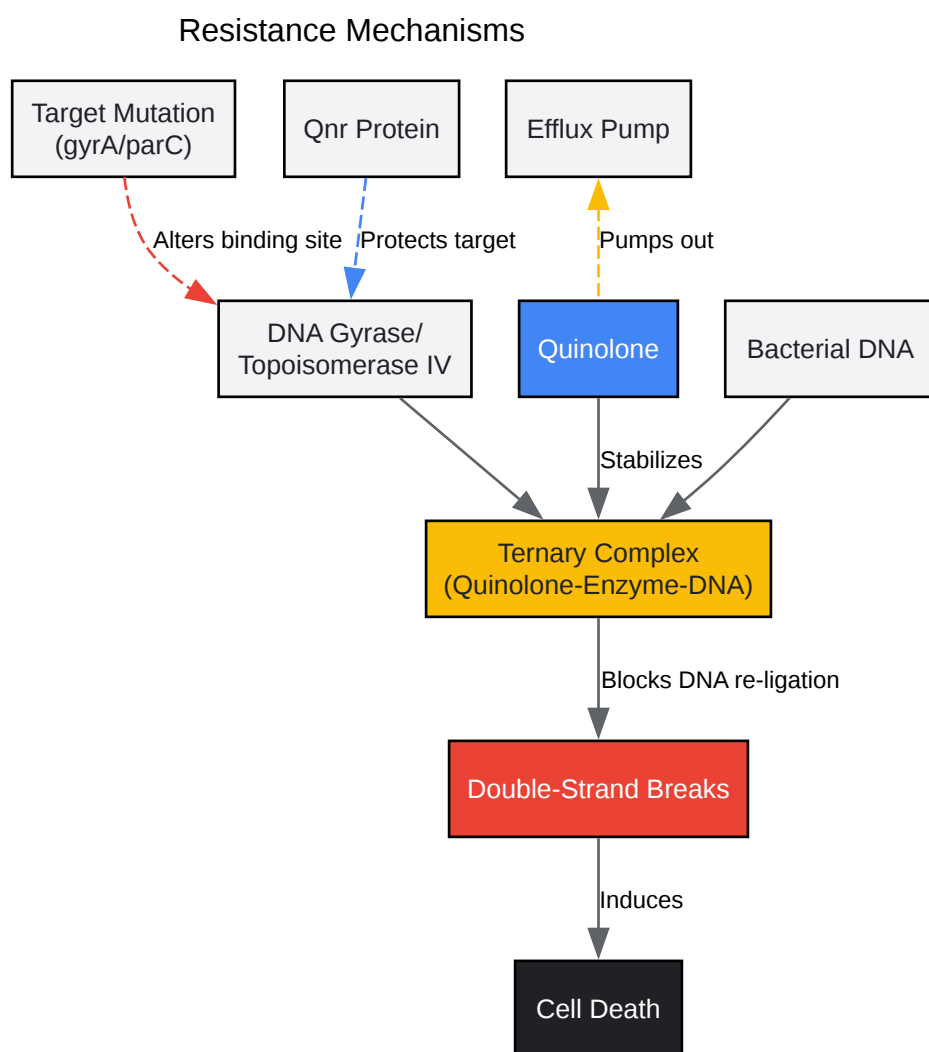 Resistance Mechanisms
Target Mutation
(gyrA/parC)
Qnr Protein
Efflux Pump
Alters binding site
Protects target
Pumps out
DNA Gyrase/
Topoisomerase IV
Quinolone
Bacterial DNA
Stabilizes
Ternary Complex
(Quinolone-Enzyme-DNA)
Blocks DNA re-ligation
Double-Strand Breaks
Induces
Cell Death